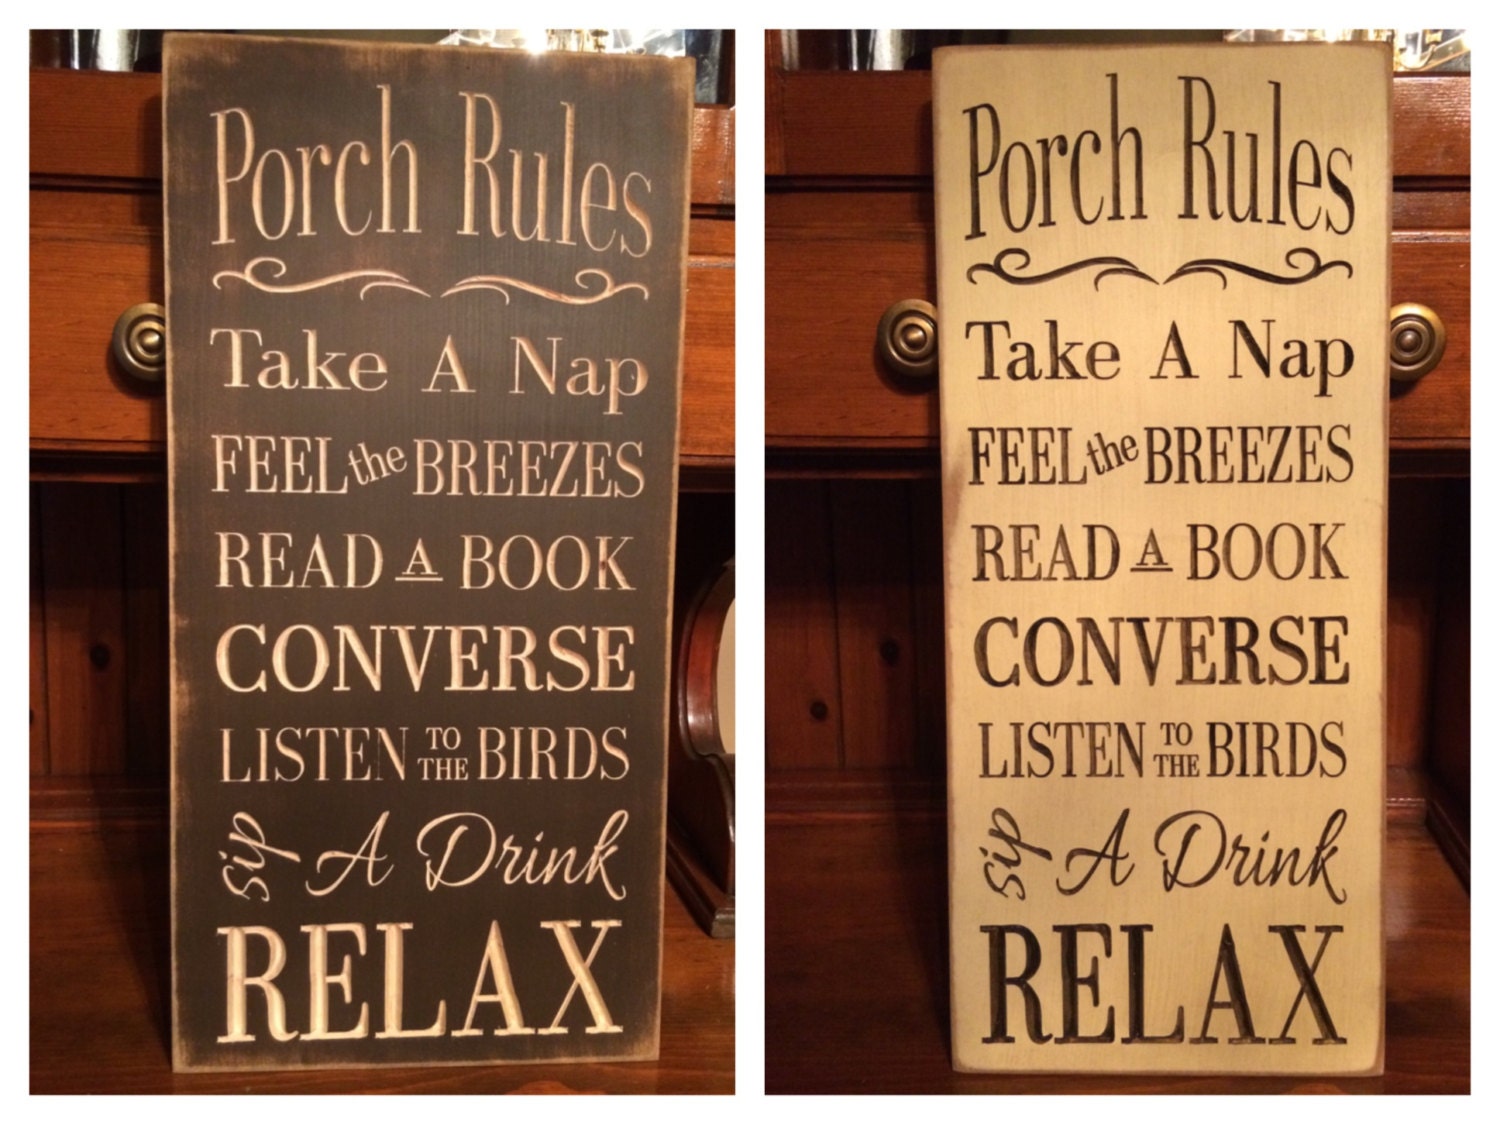 Porch Rules
Take A Nap
FEEL the BREEZES
READ A BOOK
CONVERSE
LISTEN TO THE BIRDS
Sip A Drink
RELAX
Porch Rules
Take A Nap
FEEL the BREEZES
READ A BOOK
CONVERSE
LISTEN TO THE BIRDS
Sip A Drink
RELAX